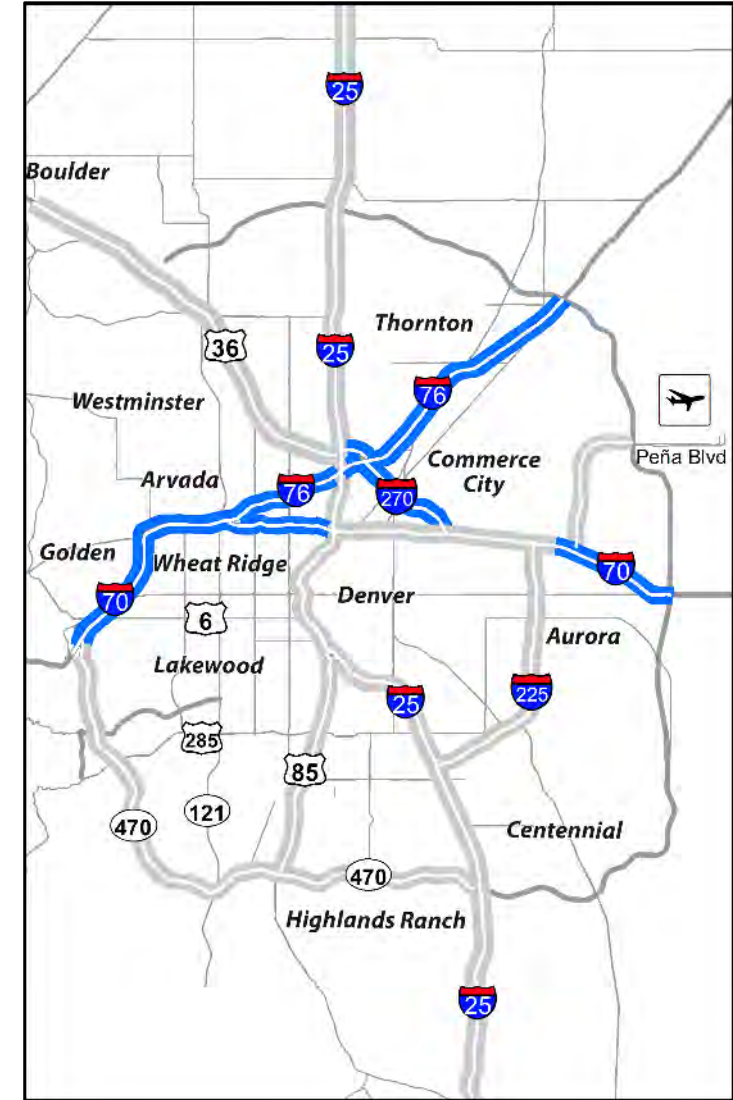 25
Boulder
Thornton
36
25
76
Westminster
Peña Blvd
Commerce
City
Arvada
76
270
Golden
Wheat Ridge
70
70
Denver
6
Aurora
Lakewood
225
25
285
85
121
470
Centennial
470
Highlands Ranch
25